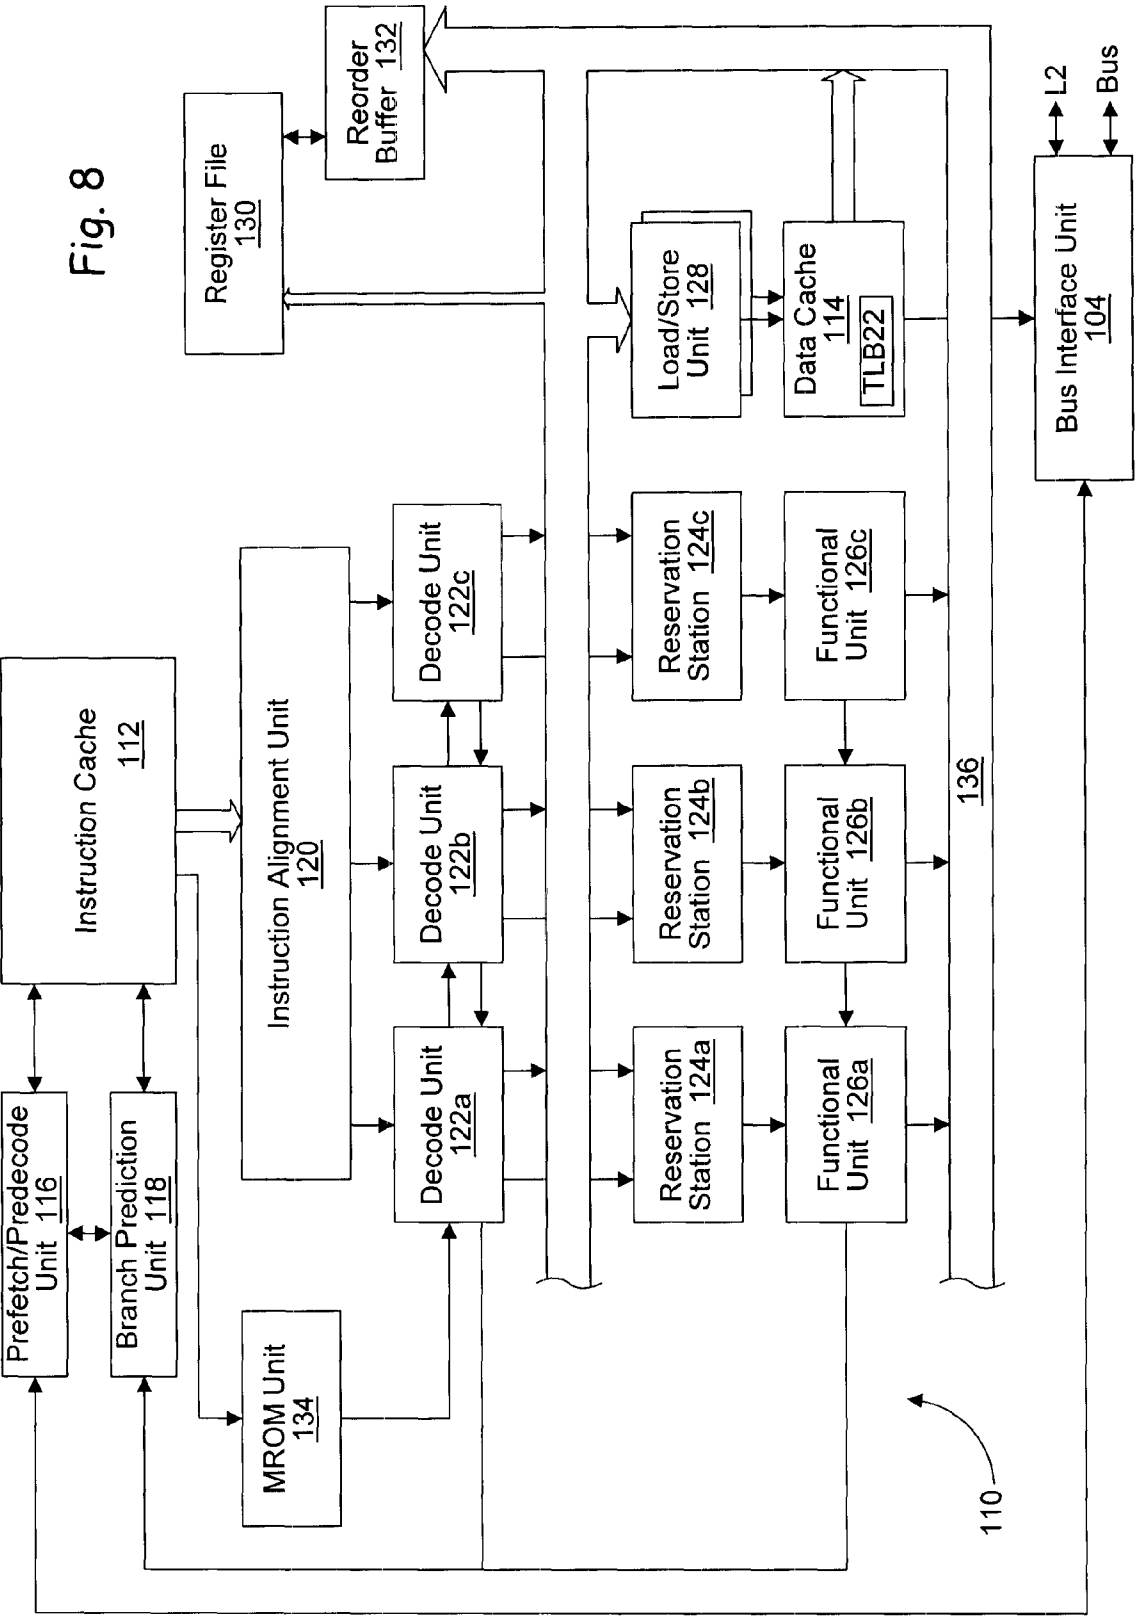 Fig. 8
Prefetch/Predecode
Unit 116
Branch Prediction
Unit 118
Instruction Cache
112
Register File
130
Reorder
Buffer 132
MROM Unit
134
Instruction Alignment Unit
120
Decode Unit
122a
Decode Unit
122b
Decode Unit
122c
Reservation
Station 124a
Reservation
Station 124b
Reservation
Station 124c
Load/Store
Unit 128
Functional
Unit 126a
Functional
Unit 126b
Functional
Unit 126c
Data Cache
114
TLB22
136
110
Bus Interface Unit
104
L2
Bus